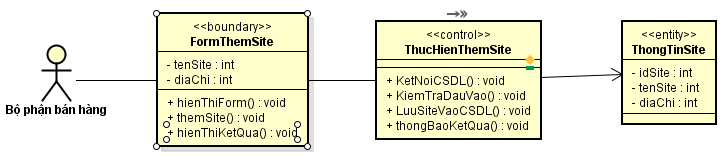 Bộ phận bán hàng
<<boundary>>
FormThemSite
- tenSite : int
- diaChi : int
+ hienThiForm() : void
+ themSite() : void
+ hienThiKetQua() : void
<<control>>
ThucHienThemSite
+ KetNoiCSDL() : void
+ KiemTraDauVao() : void
+ LuuSiteVaoCSDL() : void
+ thongBaoKetQua() : void
<<entity>>
ThongTinSite
- idSite : int
- tenSite : int
- diaChi : int